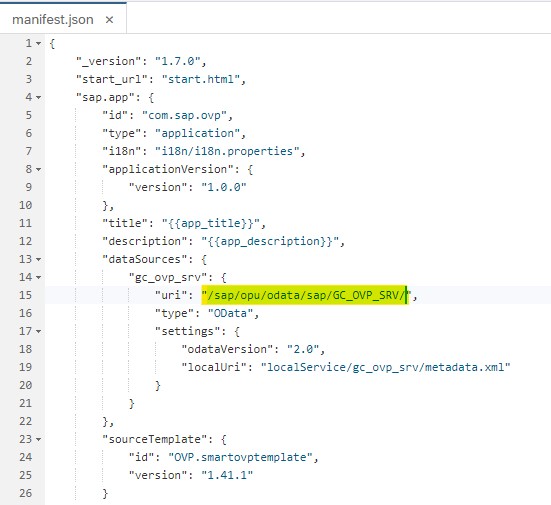 manifest.json ×
1 {
2 "_version": "1.7.0",
3 "start_url": "start.html",
4 "sap.app": {
5 "id": "com.sap.ovp",
6 "type": "application",
7 "i18n": "i18n/i18n.properties",
8 "applicationVersion": {
9 "version": "1.0.0"
10 },
11 "title": "{{app_title}}",
12 "description": "{{app_description}}",
13 "dataSources": {
14 "gc_ovp_srv": {
15 "uri": "/sap/opu/odata/sap/GC_OVP_SRV/",
16 "type": "OData",
17 "settings": {
18 "odataVersion": "2.0",
19 "localUri": "localService/gc_ovp_srv/metadata.xml"
20 }
21 }
22 },
23 "sourceTemplate": {
24 "id": "OVP.smartovptemplate",
25 "version": "1.41.1"
26 }